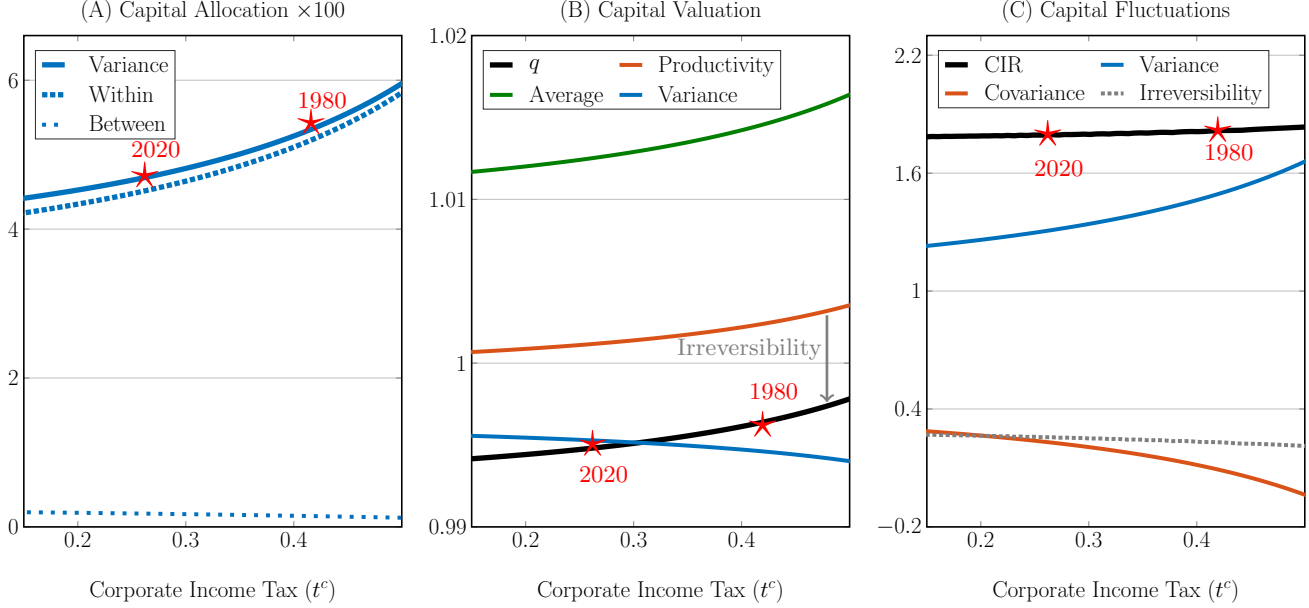 (A) Capital Allocation ×100
Variance
Within
Between
1980
2020
6
4
2
0
0.2
0.3
0.4
Corporate Income Tax (t^c)
(B) Capital Valuation
q
Productivity
Average
Variance
Irreversibility
1980
2020
1.02
1.01
1
0.99
0.2
0.3
0.4
Corporate Income Tax (t^c)
(C) Capital Fluctuations
CIR
Variance
Covariance
Irreversibility
2020
1980
2.2
1.6
1
0.4
−0.2
0.2
0.3
0.4
Corporate Income Tax (t^c)